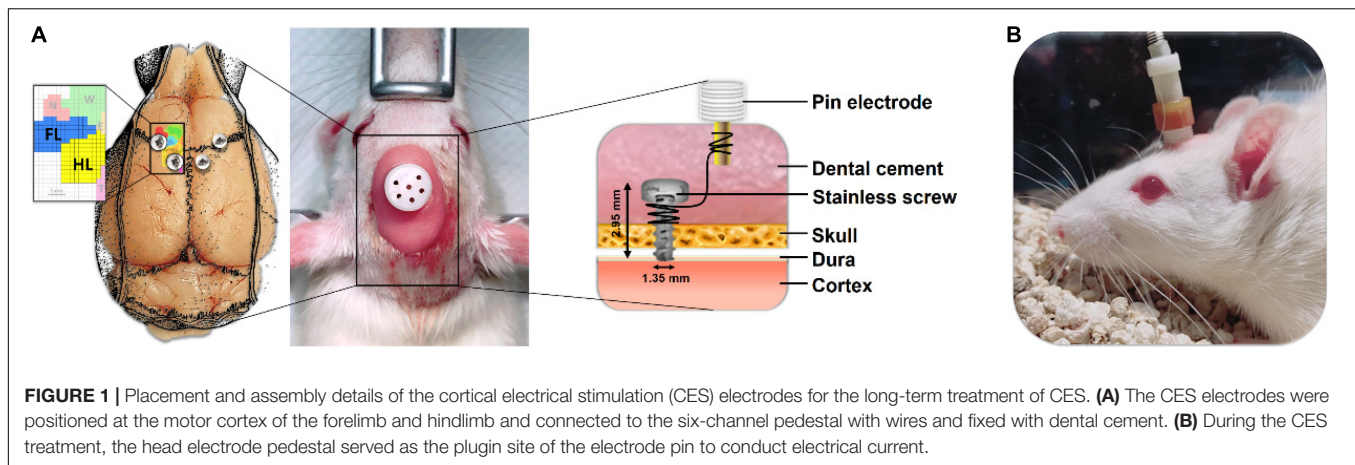 A
B
N
W
FL
E
HL
T
Pin electrode
Dental cement
Stainless screw
2.95 mm
Skull
Dura
1.35 mm
Cortex
FIGURE 1 | Placement and assembly details of the cortical electrical stimulation (CES) electrodes for the long-term treatment of CES. (A) The CES electrodes were
positioned at the motor cortex of the forelimb and hindlimb and connected to the six-channel pedestal with wires and fixed with dental cement. (B) During the CES
treatment, the head electrode pedestal served as the plugin site of the electrode pin to conduct electrical current.